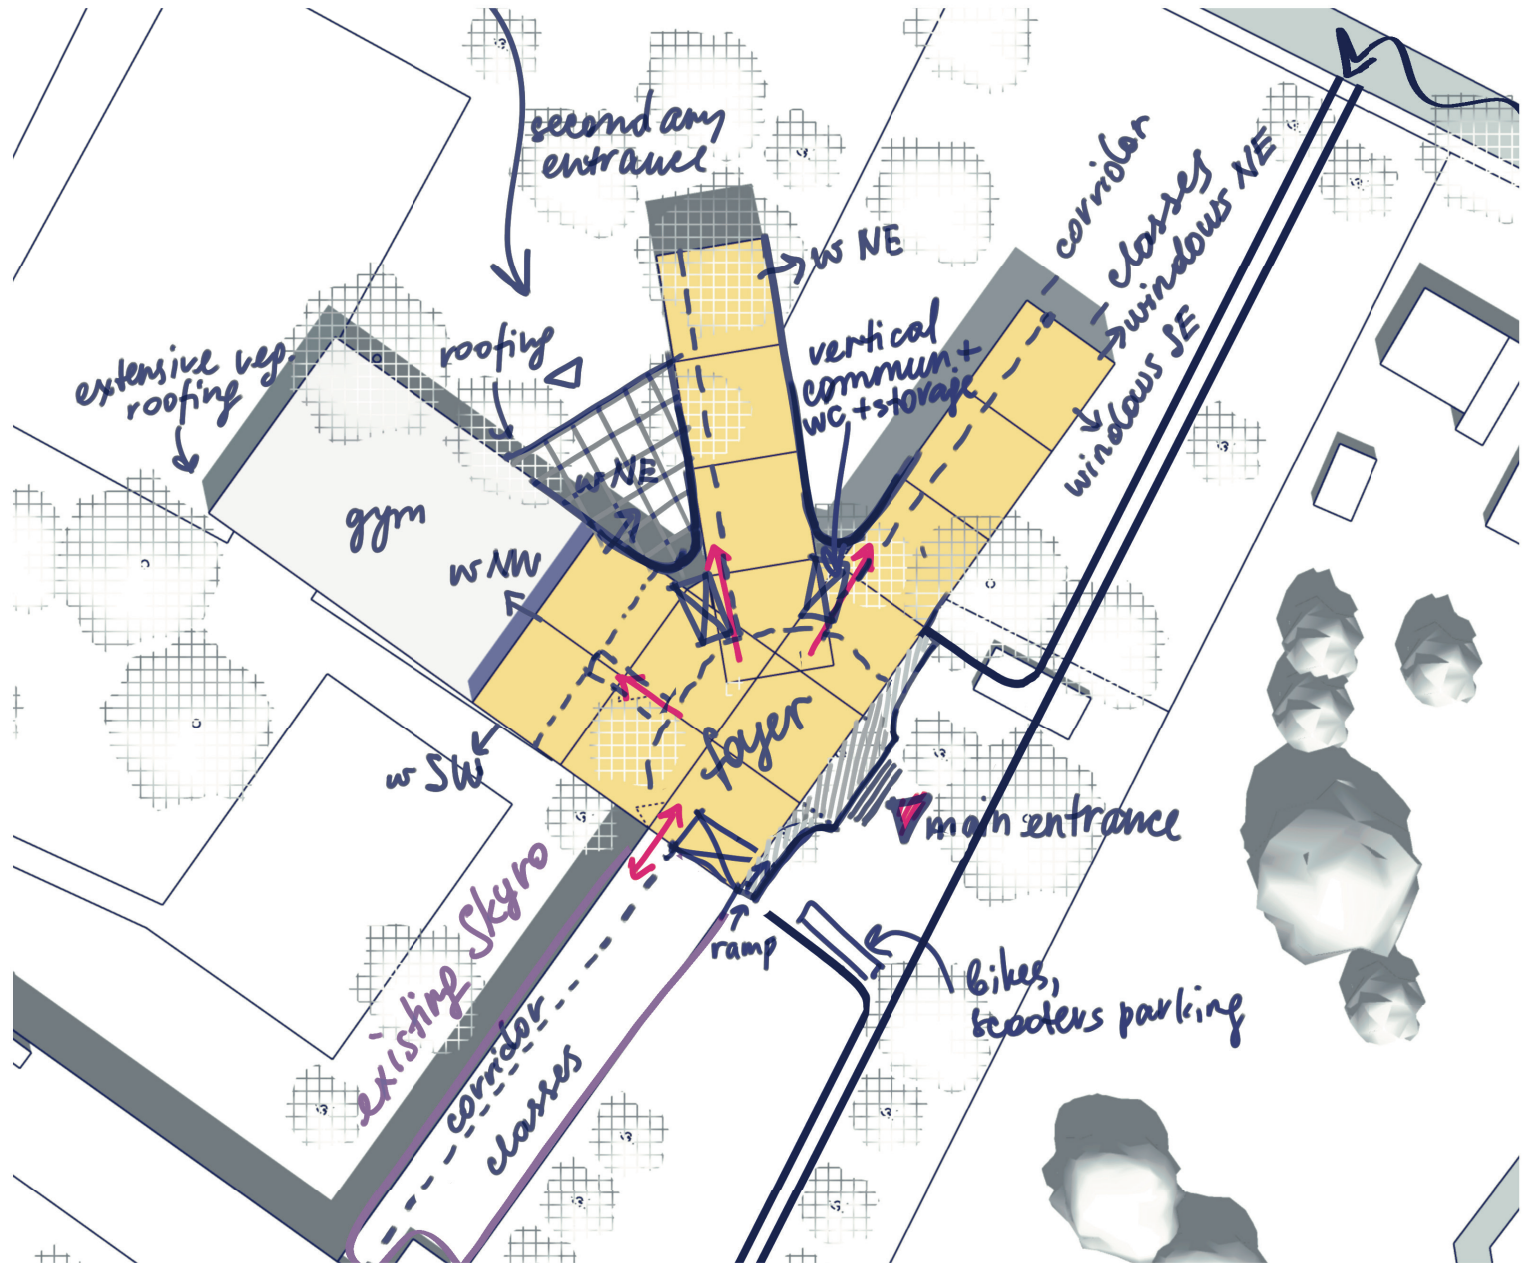 secondary
entrance
corridor
classes
windows NE
windows SE
w NE
vertical
commun+
wc+storage
roofing
extensive veg.
roofing
w NE
gym
w NW
w SW
foyer
main entrance
ramp
bikes,
scooters parking
existing Skyro
corridor
classes